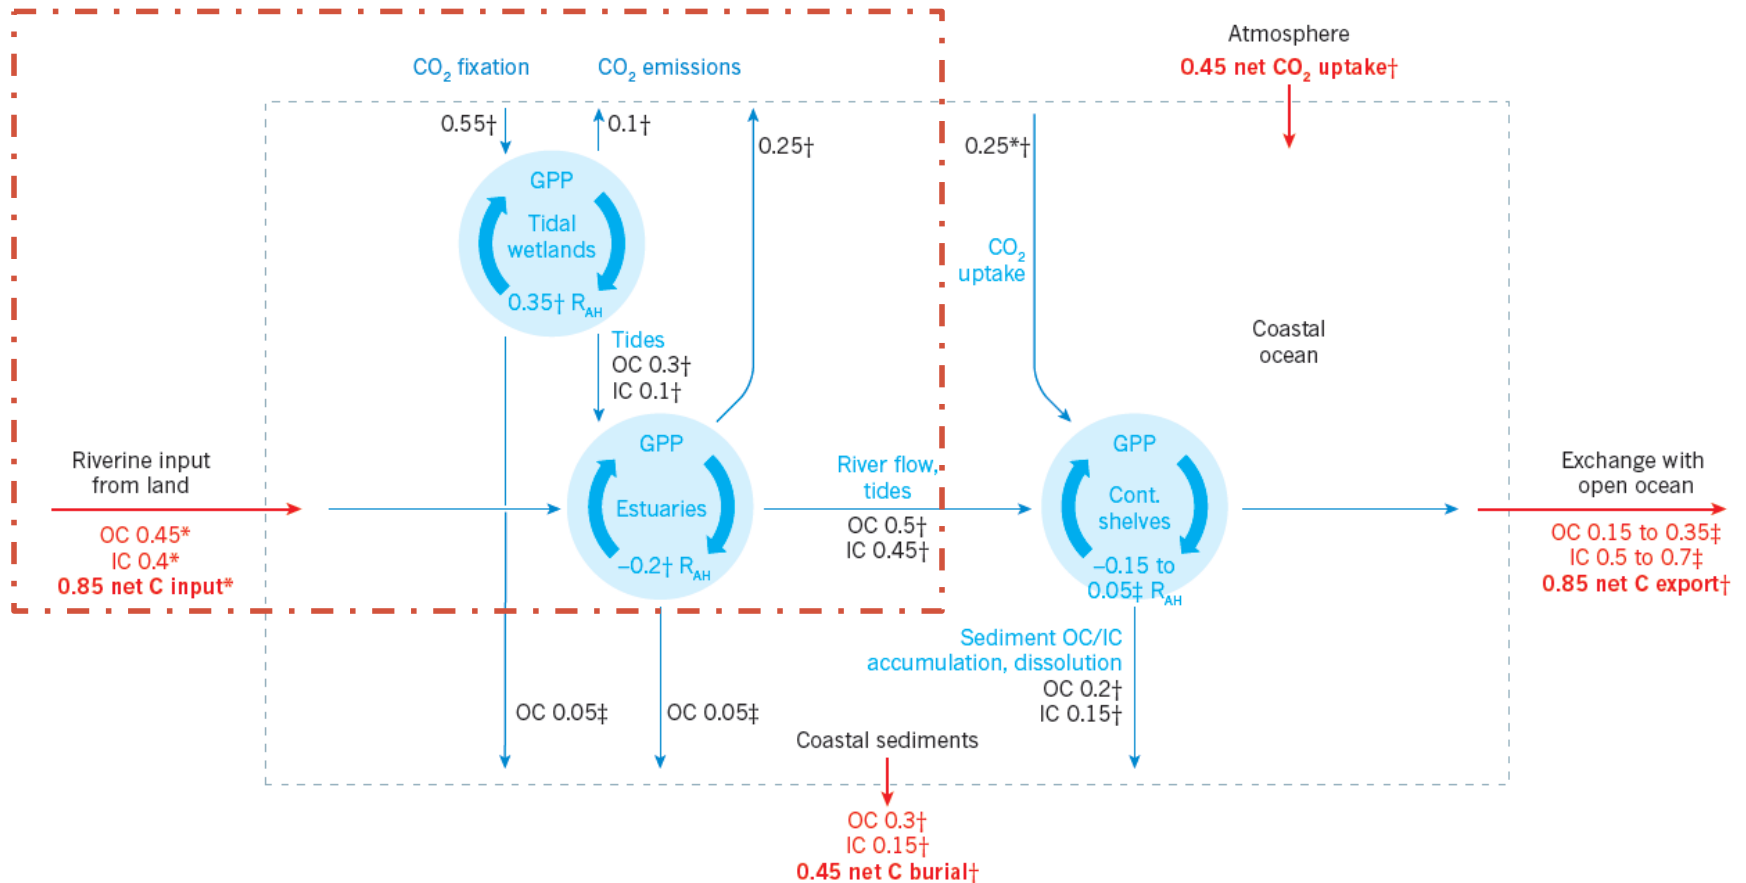 Atmosphere
0.45 net CO₂ uptake†
CO₂ fixation
CO₂ emissions
0.55†
0.1†
0.25†
0.25*†
GPP
Tidal
wetlands
0.35† R_AH
CO₂
uptake
Tides
OC 0.3†
IC 0.1†
Coastal
ocean
Riverine input
from land
OC 0.45*
IC 0.4*
0.85 net C input*
GPP
Estuaries
–0.2† R_AH
River flow,
tides
OC 0.5†
IC 0.45†
GPP
Cont.
shelves
–0.15 to
0.05‡ R_AH
Exchange with
open ocean
OC 0.15 to 0.35‡
IC 0.5 to 0.7‡
0.85 net C export†
Sediment OC/IC
accumulation, dissolution
OC 0.2†
IC 0.15†
OC 0.05‡
OC 0.05‡
Coastal sediments
OC 0.3†
IC 0.15†
0.45 net C burial†